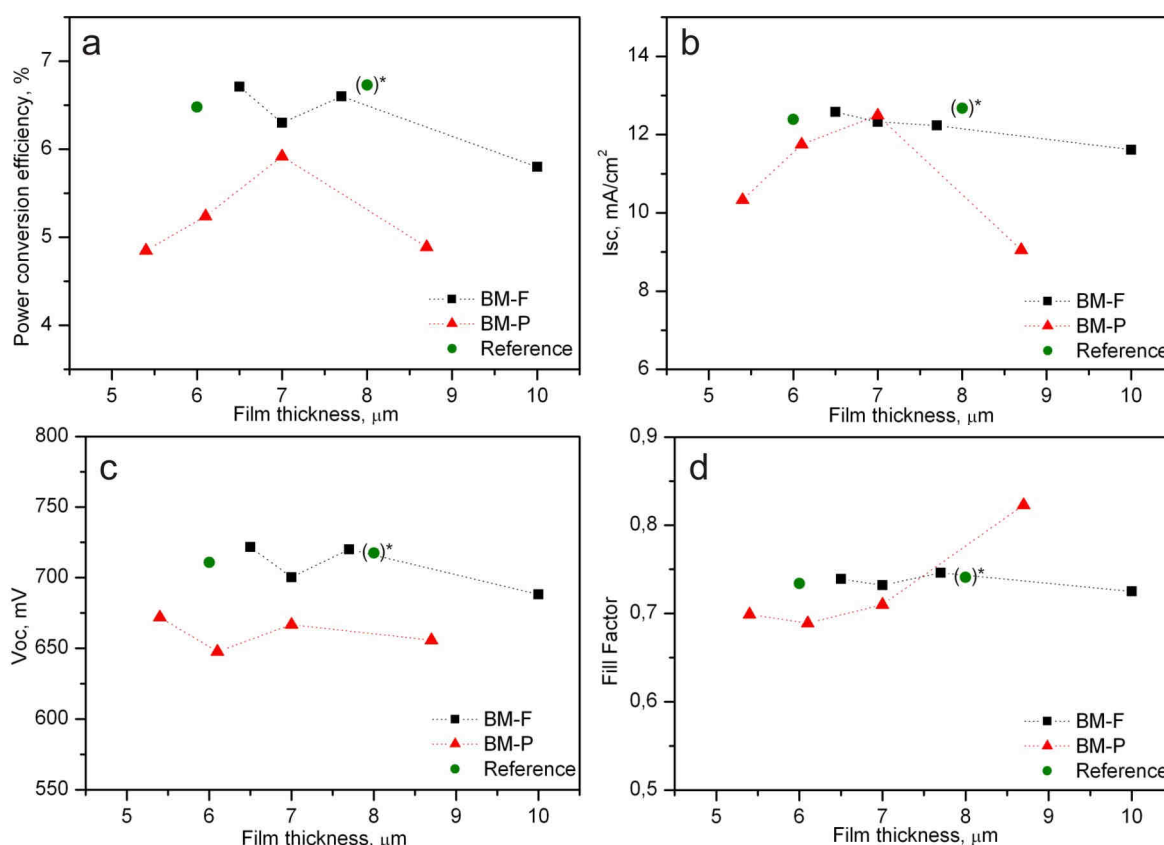 a
Power conversion efficiency, %
7
6
5
4
( )*
BM-F
BM-P
Reference
5 6 7 8 9 10
Film thickness, μm
b
Isc, mA/cm²
14
12
10
8
6
( )*
BM-F
BM-P
Reference
5 6 7 8 9 10
Film thickness, μm
c
Voc, mV
800
750
700
650
600
550
( )*
BM-F
BM-P
Reference
5 6 7 8 9 10
Film thickness, μm
d
Fill Factor
0,9
0,8
0,7
0,6
0,5
( )*
BM-F
BM-P
Reference
5 6 7 8 9 10
Film thickness, μm